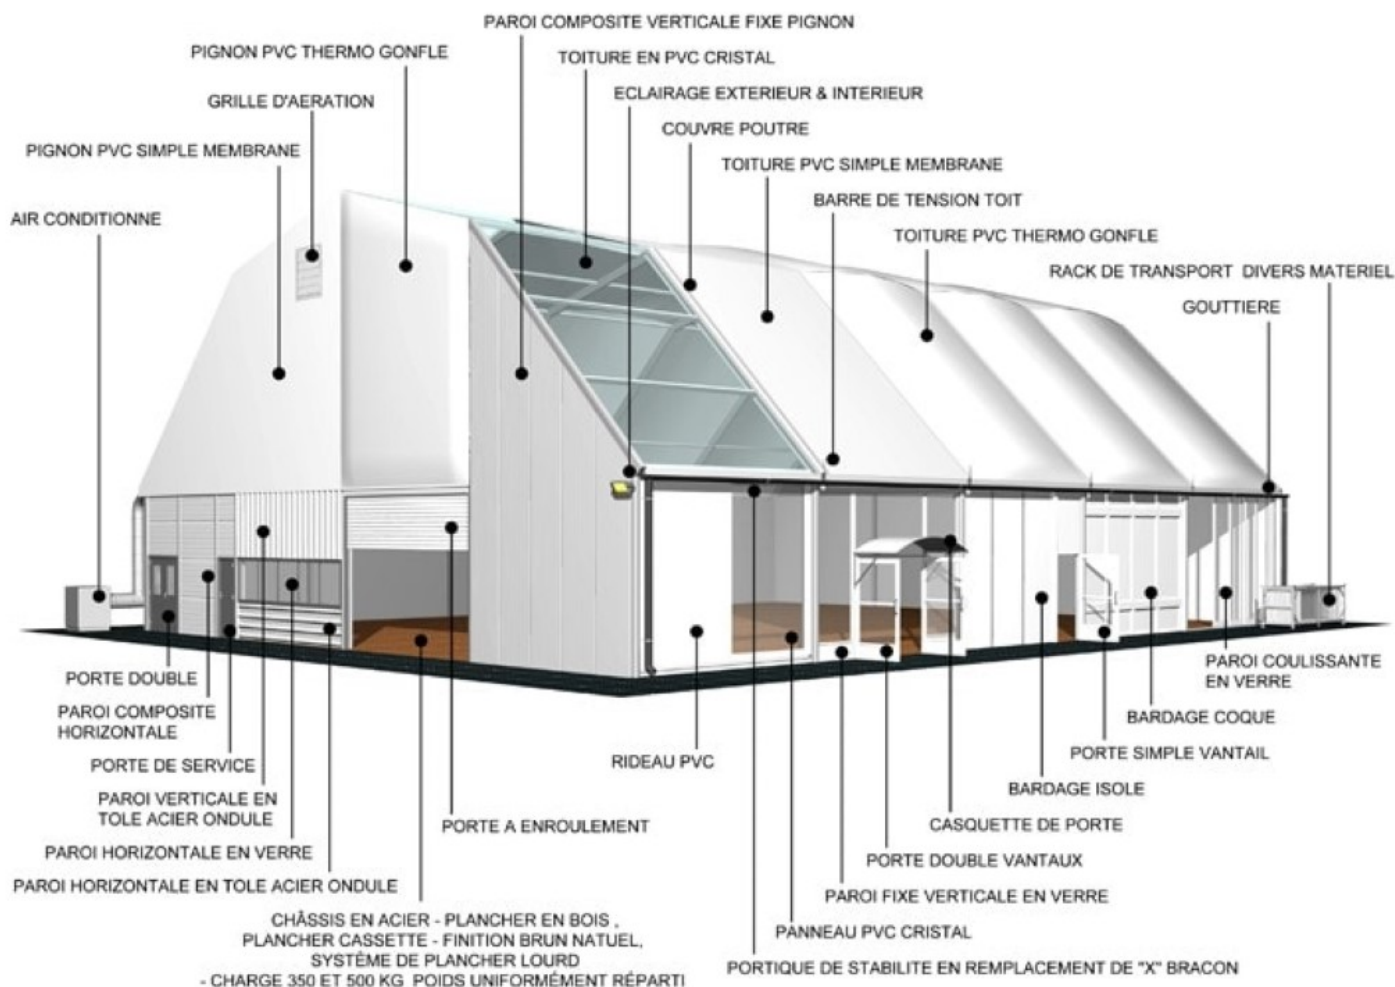 PAROI COMPOSITE VERTICALE FIXE PIGNON
PIGNON PVC THERMO GONFLE
TOITURE EN PVC CRISTAL
GRILLE D'AERATION
ECLAIRAGE EXTERIEUR & INTERIEUR
COUVRE POUTRE
PIGNON PVC SIMPLE MEMBRANE
TOITURE PVC SIMPLE MEMBRANE
BARRE DE TENSION TOIT
AIR CONDITIONNE
TOITURE PVC THERMO GONFLE
RACK DE TRANSPORT DIVERS MATERIEL
GOUTTIERE
PORTE DOUBLE
PAROI COMPOSITE
HORIZONTALE
PORTE DE SERVICE
PAROI VERTICALE EN
TOLE ACIER ONDULE
PAROI HORIZONTALE EN VERRE
PAROI HORIZONTALE EN TOLE ACIER ONDULE
CHÂSSIS EN ACIER - PLANCHER EN BOIS ,
PLANCHER CASSETTE - FINITION BRUN NATUEL,
SYSTÈME DE PLANCHER LOURD
- CHARGE 350 ET 500 KG POIDS UNIFORMÉMENT RÉPARTI
PORTE A ENROULEMENT
RIDEAU PVC
PAROI COULISSANTE
EN VERRE
BARDAGE COQUE
PORTE SIMPLE VANTAIL
BARDAGE ISOLE
CASQUETTE DE PORTE
PORTE DOUBLE VANTAUX
PAROI FIXE VERTICALE EN VERRE
PANNEAU PVC CRISTAL
PORTIQUE DE STABILITE EN REMPLACEMENT DE "X" BRACON